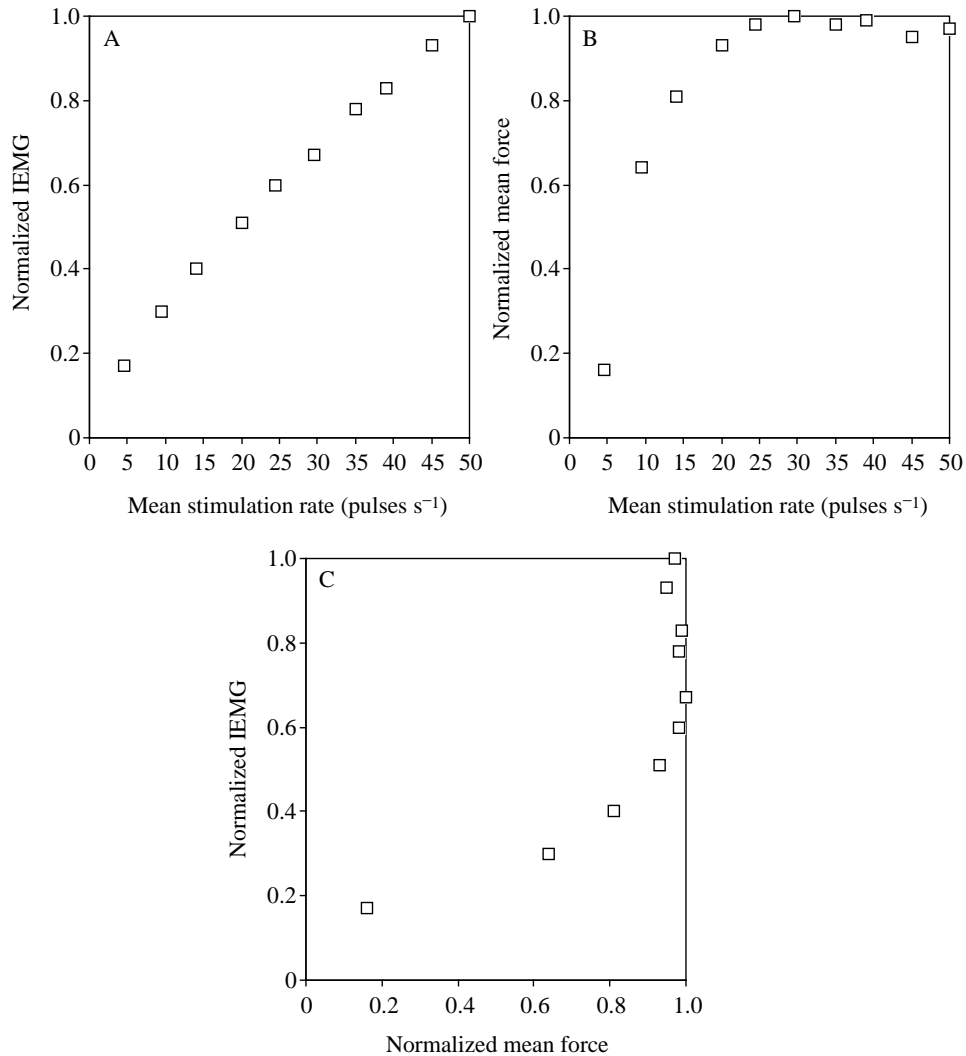 A
1.0
0.8
0.6
0.4
0.2
0
Normalized IEMG
0 5 10 15 20 25 30 35 40 45 50
Mean stimulation rate (pulses s⁻¹)
B
1.0
0.8
0.6
0.4
0.2
0
Normalized mean force
0 5 10 15 20 25 30 35 40 45 50
Mean stimulation rate (pulses s⁻¹)
C
1.0
0.8
0.6
0.4
0.2
0
Normalized IEMG
0 0.2 0.4 0.6 0.8 1.0
Normalized mean force